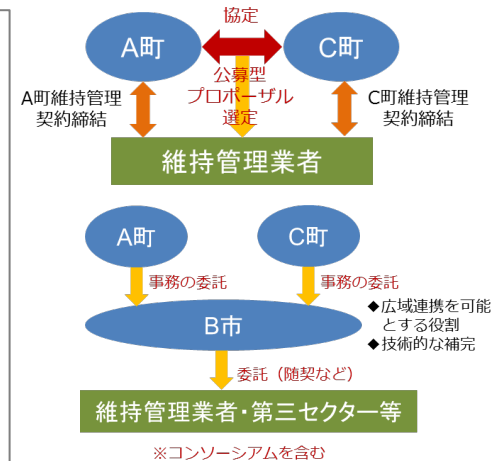 協定
A町
C町
公募型
プロポーザル
選定
A町維持管理
契約締結
C町維持管理
契約締結
維持管理業者
A町
C町
事務の委託
事務の委託
B市
◆広域連携を可能
とする役割
◆技術的な補完
委託（随契など）
維持管理業者・第三セクター等
※コンソーシアムを含む